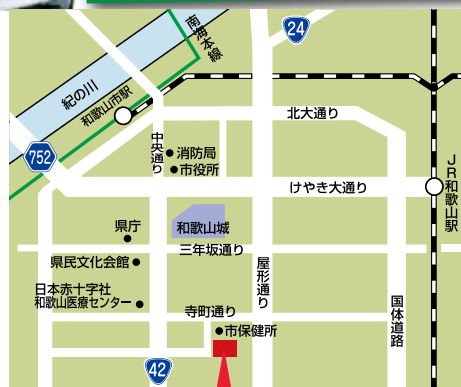 南海本線
24
紀の川
和歌山市駅
北大通り
中央通り
消防局
市役所
752
けやき大通り
JR和歌山駅
県庁
和歌山城
三年坂通り
県民文化会館
屋形通り
日本赤十字社
和歌山医療センター
寺町通り
国体道路
市保健所
42